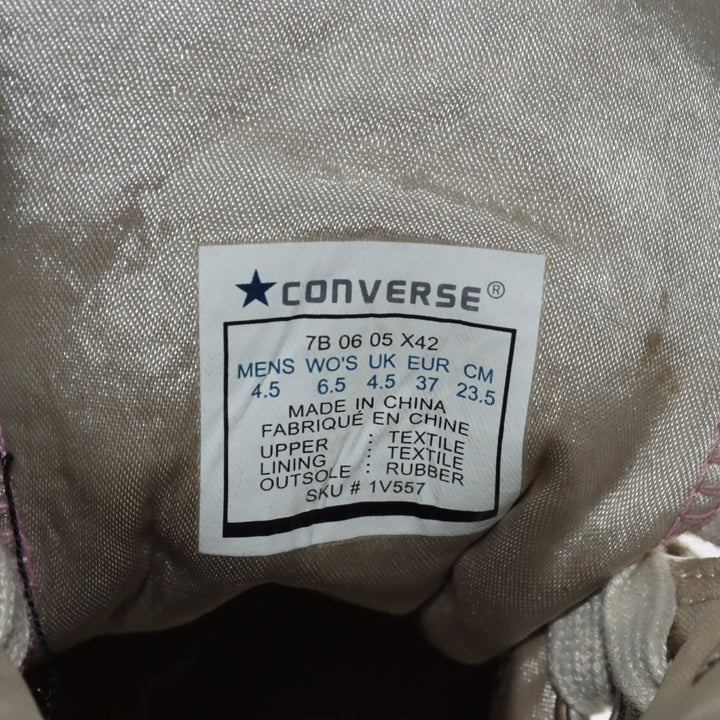 ★CONVERSE®
7B 06 05 X42
MENS WO'S UK EUR CM
4.5 6.5 4.5 37 23.5
MADE IN CHINA
FABRIQUÉ EN CHINE
UPPER : TEXTILE
LINING : TEXTILE
OUTSOLE : RUBBER
SKU # 1V557